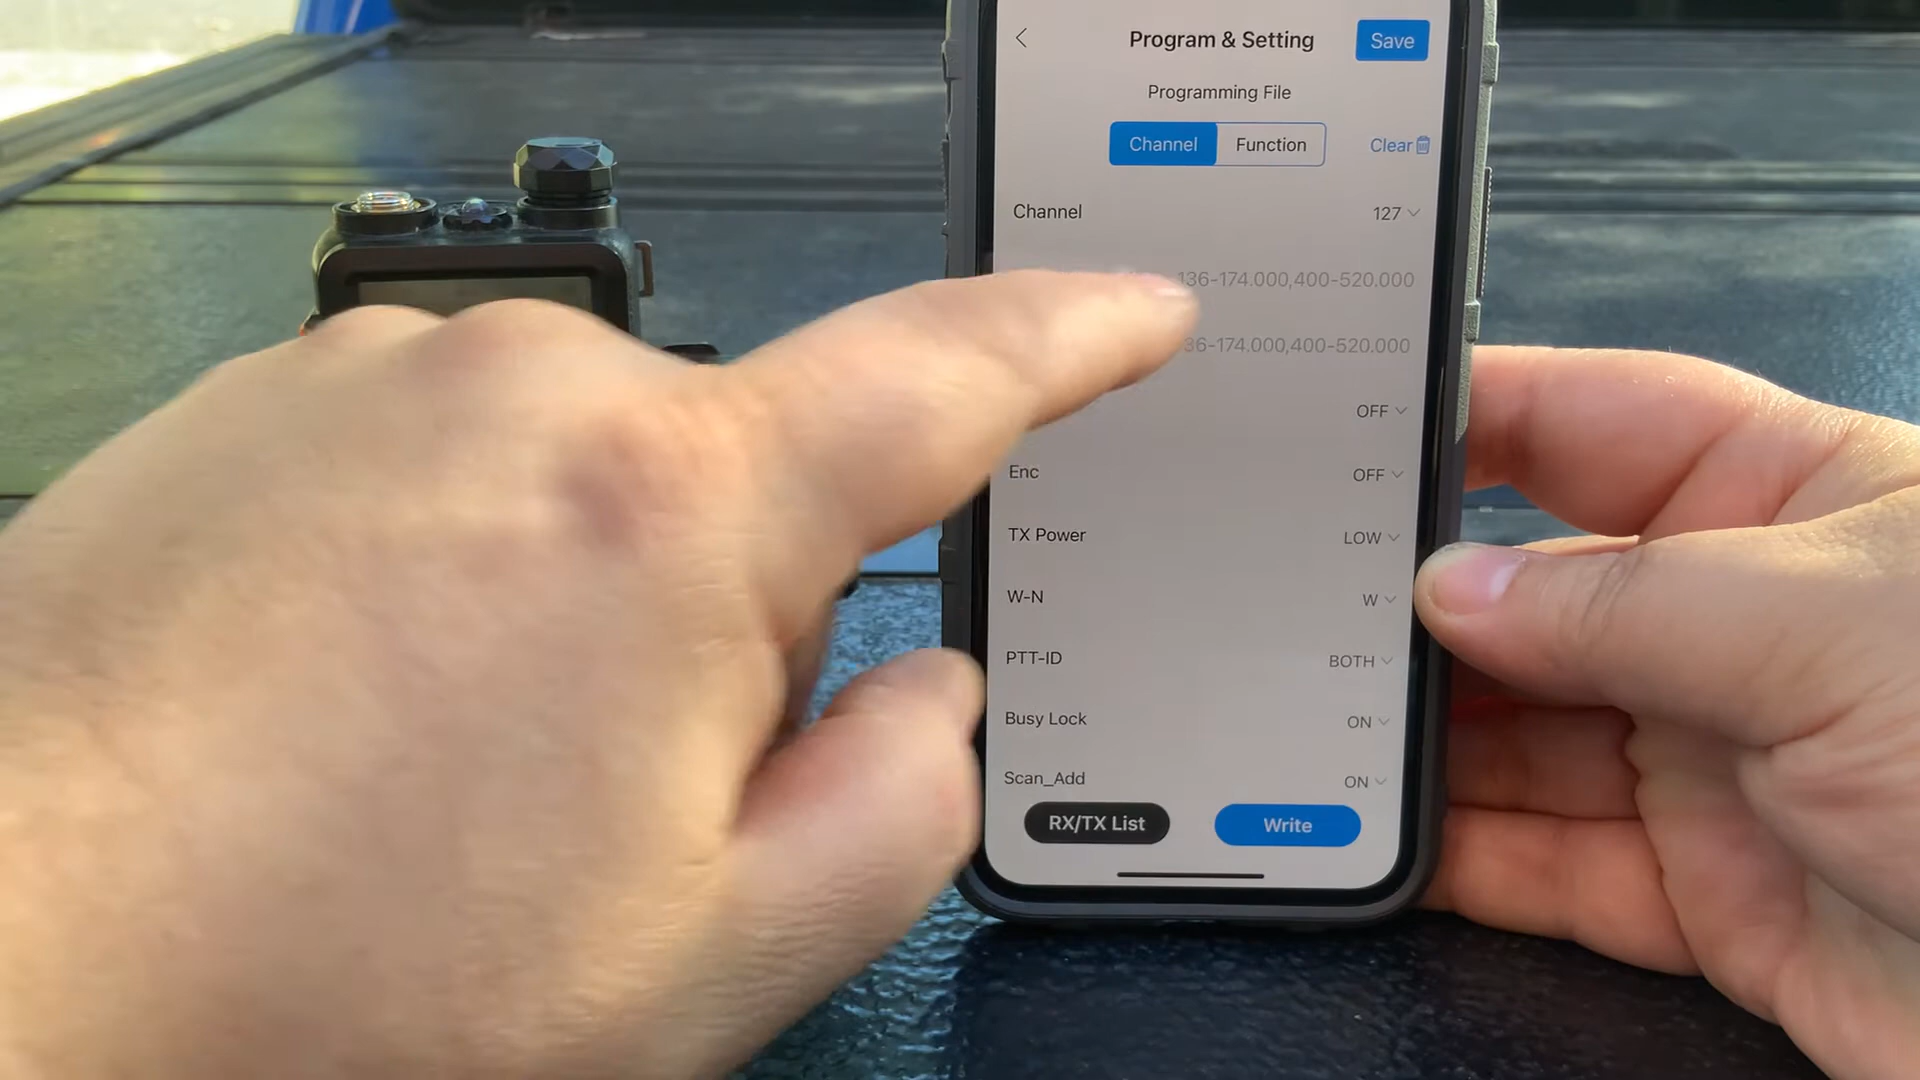 Program & Setting Save
Programming File
Channel Function Clear
Channel 127
136-174.000,400-520.000
36-174.000,400-520.000
OFF
Enc OFF
TX Power LOW
W-N W
PTT-ID BOTH
Busy Lock ON
Scan_Add ON
RX/TX List Write